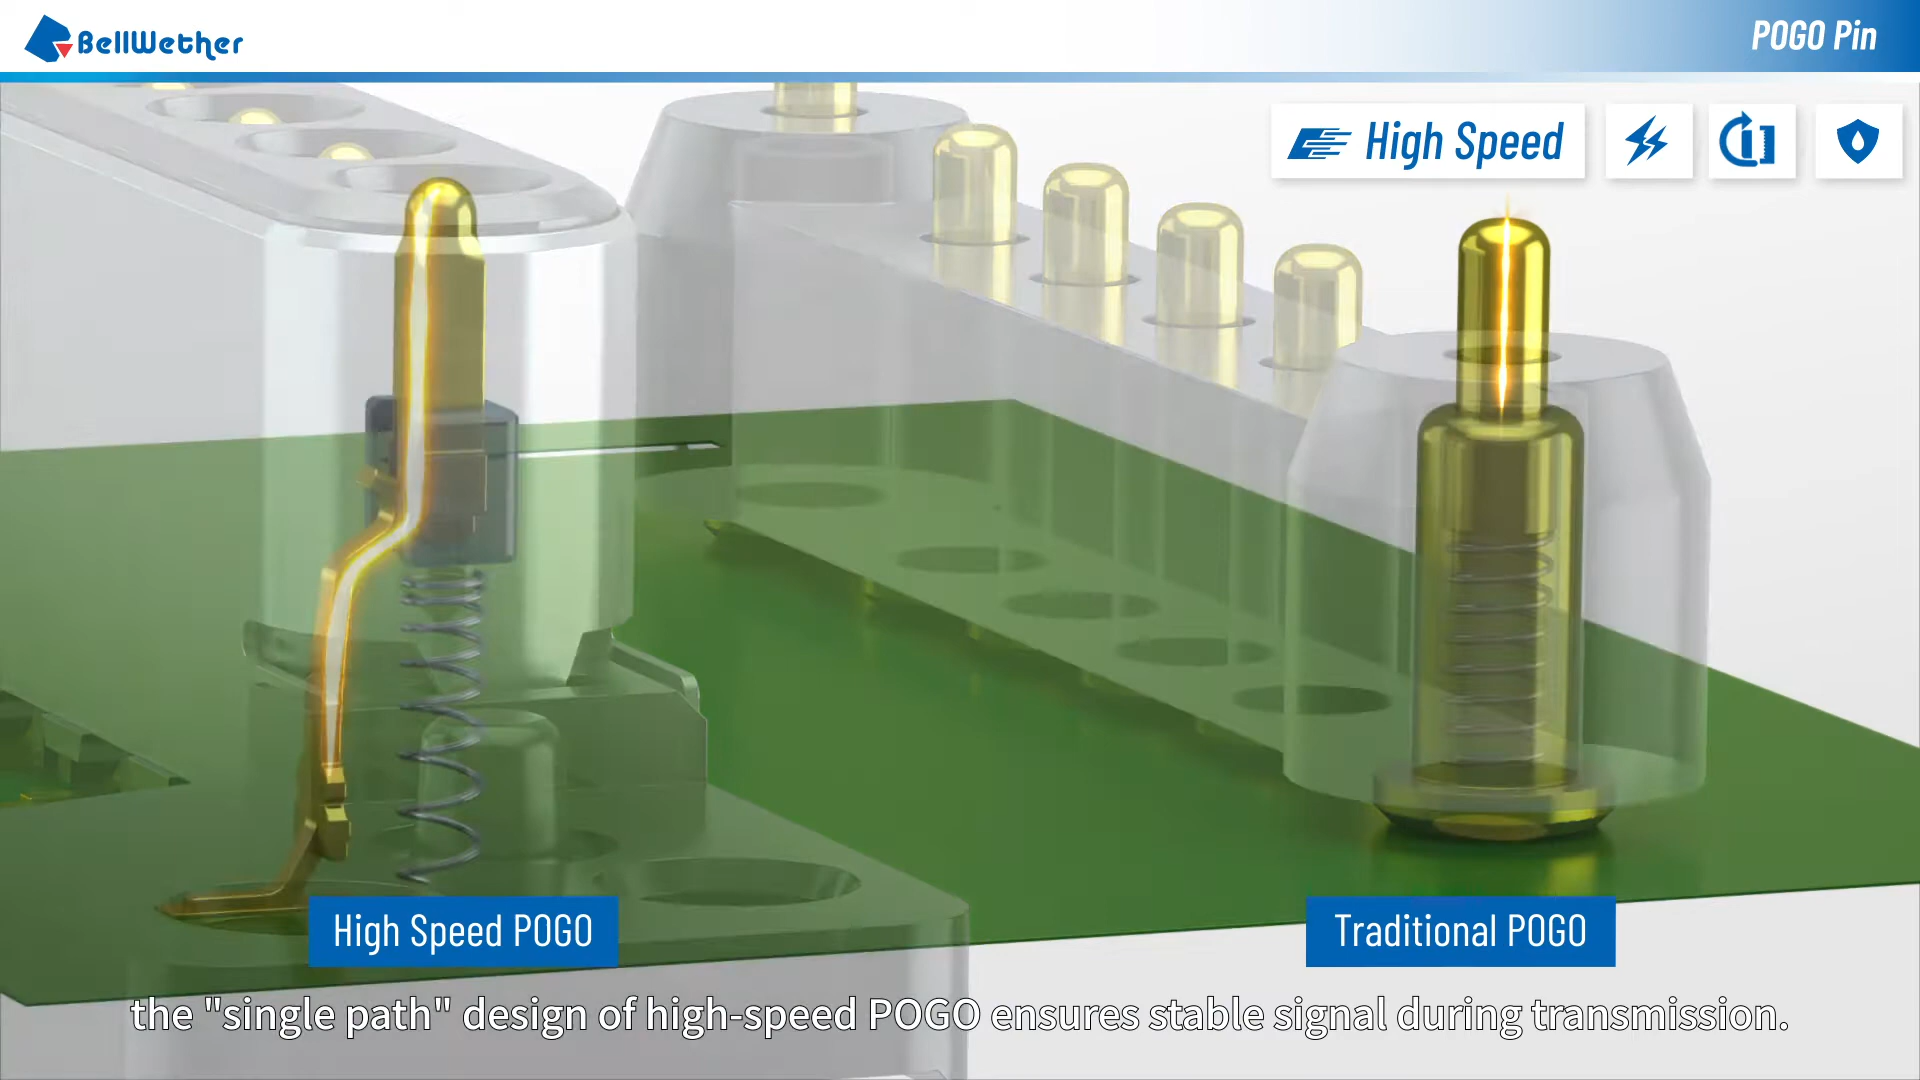 BellWether
POGO Pin
High Speed
High Speed POGO
Traditional POGO
the "single path" design of high-speed POGO ensures stable signal during transmission.